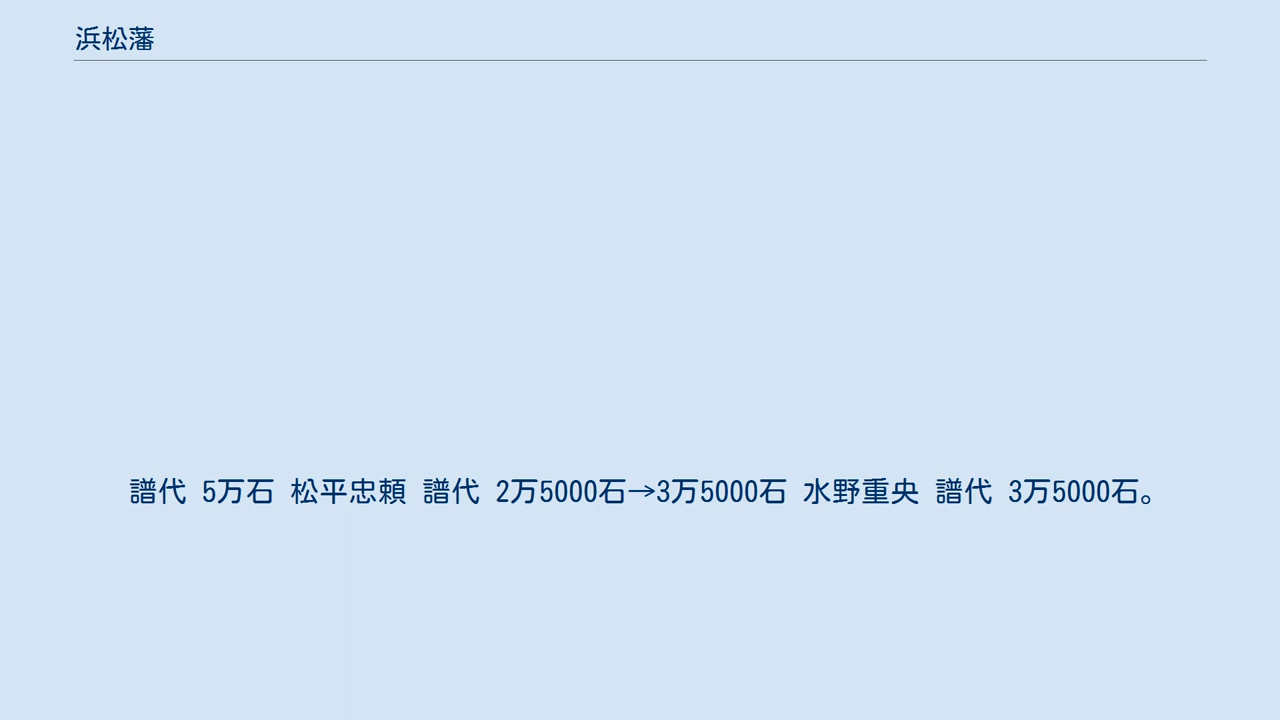 浜松藩
譜代 5万石 松平忠頼 譜代 2万5000石→3万5000石 水野重央 譜代 3万5000石。